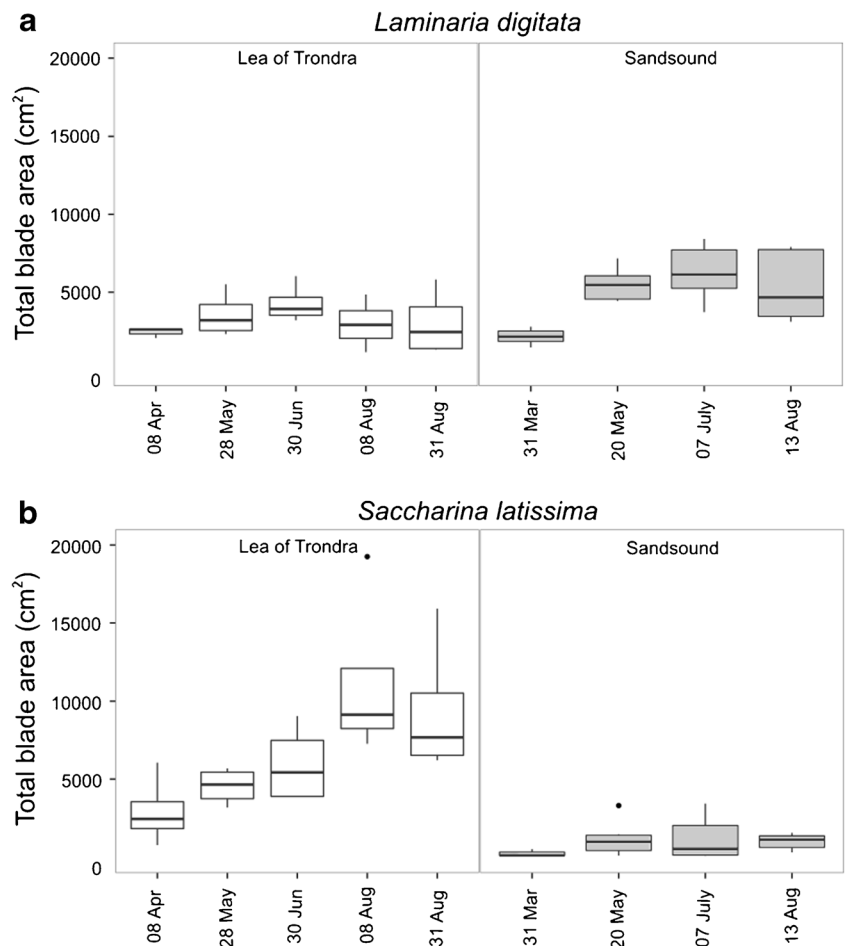 a
Laminaria digitata
Lea of Trondra
Sandsound
Total blade area (cm²)
20000
15000
10000
5000
0
08 Apr
28 May
30 Jun
08 Aug
31 Aug
31 Mar
20 May
07 July
13 Aug
b
Saccharina latissima
Lea of Trondra
Sandsound
Total blade area (cm²)
20000
15000
10000
5000
0
08 Apr
28 May
30 Jun
08 Aug
31 Aug
31 Mar
20 May
07 July
13 Aug